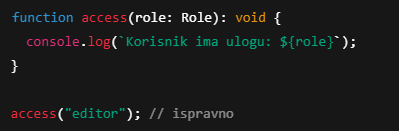 function access(role: Role): void {
  console.log(`Korisnik ima ulogu: ${role}`);
}
access("editor"); // ispravno